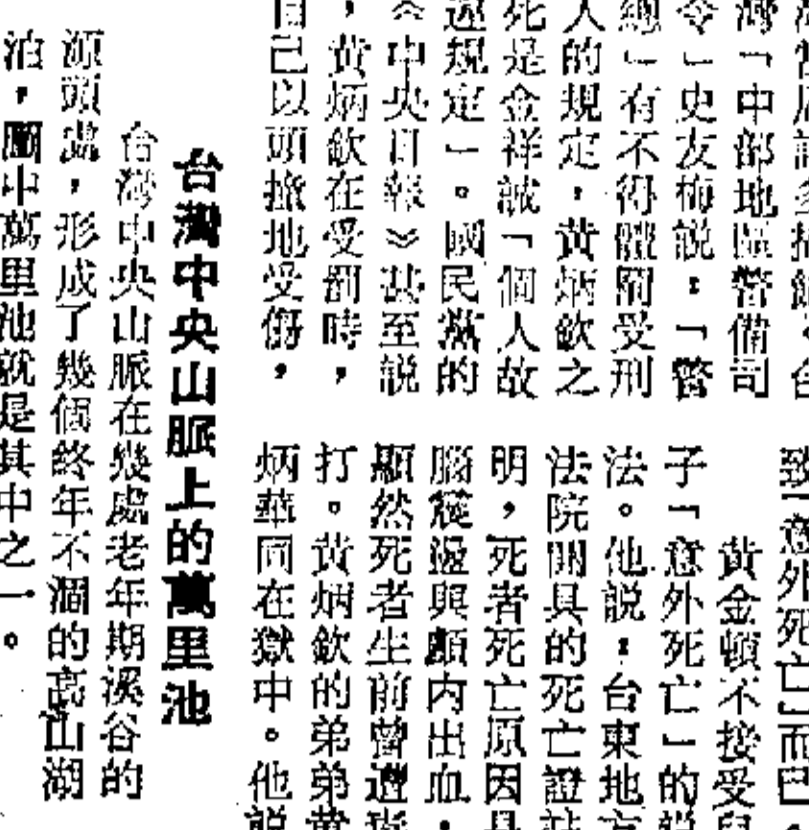 灣「中部地區警備司
令」史友梅說：「警
總」有不得體罰受刑
人的規定，黃炳欽之
死是金祥誠「個人故
違規定」。國民黨的
《中央日報》甚至說
，黃炳欽在受罰時，
自己以頭撞地受傷，
致「意外死亡」而已。
黃金頓不接受兒
子「意外死亡」的說
法。他說：台東地方
法院開具的死亡證
明，死者死亡原因是
腦震盪與顱內出血，
顯然死者生前曾遭
打。黃炳欽的弟弟黃
炳華同在獄中。他說
台灣中央山脈上的萬里池
台灣中央山脈在幾處老年期溪谷的
源頭處，形成了幾個終年不涸的高山湖
泊，圖中萬里池就是其中之一。